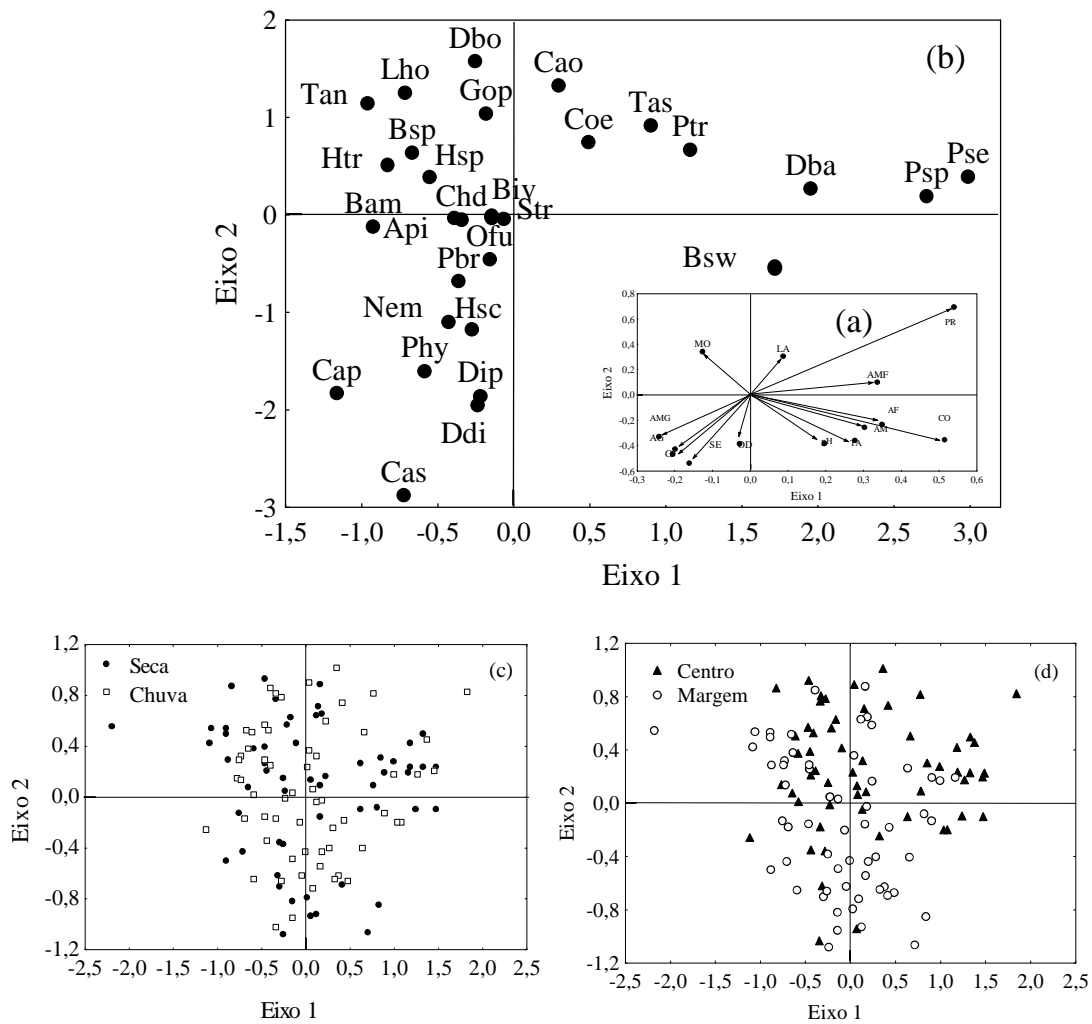 2
Dbo
(b)
Cao
Lho
Tan
Gop
Tas
1
Coe
Ptr
Bsp
Htr
Hsp
Dba
Psp
Pse
Chd
Biv
Str
0
Bam
Api
Ofu
Eixo 2
Pbr
Bsw
-1
Nem
Hsc
Phy
Cap
Dip
-2
Ddi
Cas
-3
-1,5
-1,0
-0,5
0,0
0,5
1,0
1,5
2,0
2,5
3,0
Eixo 1
0,8
(a)
0,6
PR
0,4
MO
LA
0,2
AMF
0,0
Eixo 2
-0,2
AF
AMG
AM
CO
-0,4
AG
SE
OD
H
-0,6
-0,3
-0,2
-0,1
0,0
0,1
0,2
0,3
0,4
0,5
0,6
Eixo 1
1,2
Seca
(c)
Chuva
0,8
0,4
0,0
Eixo 2
-0,4
-0,8
-1,2
-2,5
-2,0
-1,5
-1,0
-0,5
0,0
0,5
1,0
1,5
2,0
2,5
Eixo 1
1,2
Centro
(d)
Margem
0,8
0,4
0,0
Eixo 2
-0,4
-0,8
-1,2
-2,5
-2,0
-1,5
-1,0
-0,5
0,0
0,5
1,0
1,5
2,0
2,5
Eixo 1